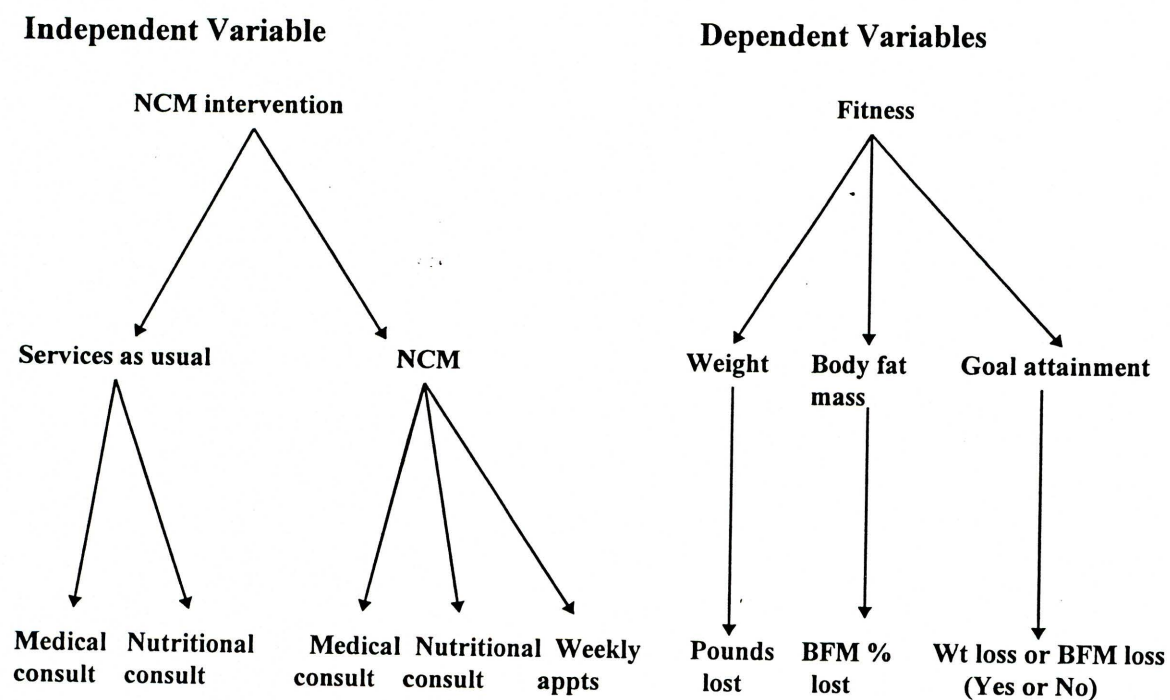 Independent Variable
Dependent Variables
NCM intervention
Fitness
Services as usual
NCM
Weight
Body fat
mass
Goal attainment
Medical
consult
Nutritional
consult
Medical
consult
Nutritional
consult
Weekly
appts
Pounds
lost
BFM %
lost
Wt loss or BFM loss
(Yes or No)